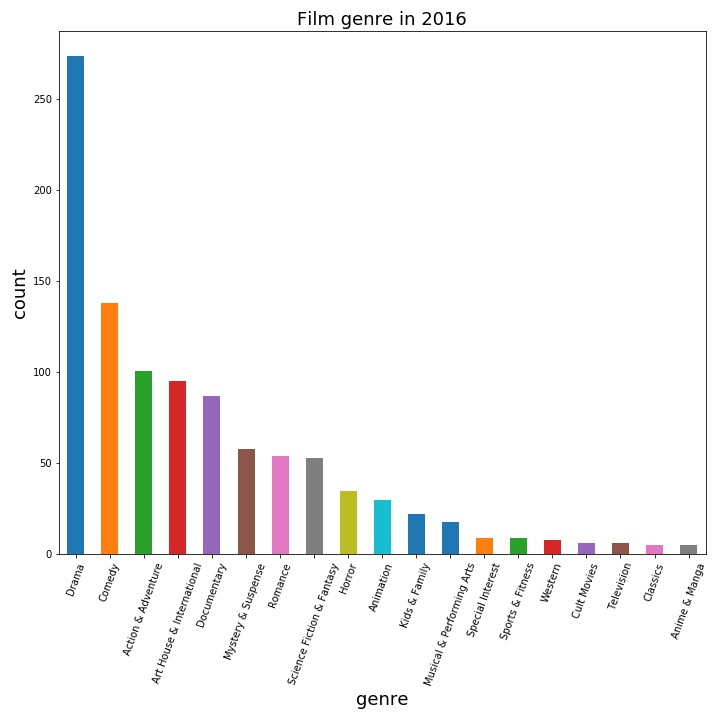 Film genre in 2016
count
250
200
150
100
50
0
Drama
Comedy
Action & Adventure
Art House & International
Documentary
Mystery & Suspense
Romance
Science Fiction & Fantasy
Horror
Animation
Kids & Family
Musical & Performing Arts
Special Interest
Sports & Fitness
Western
Cult Movies
Television
Classics
Anime & Manga
genre